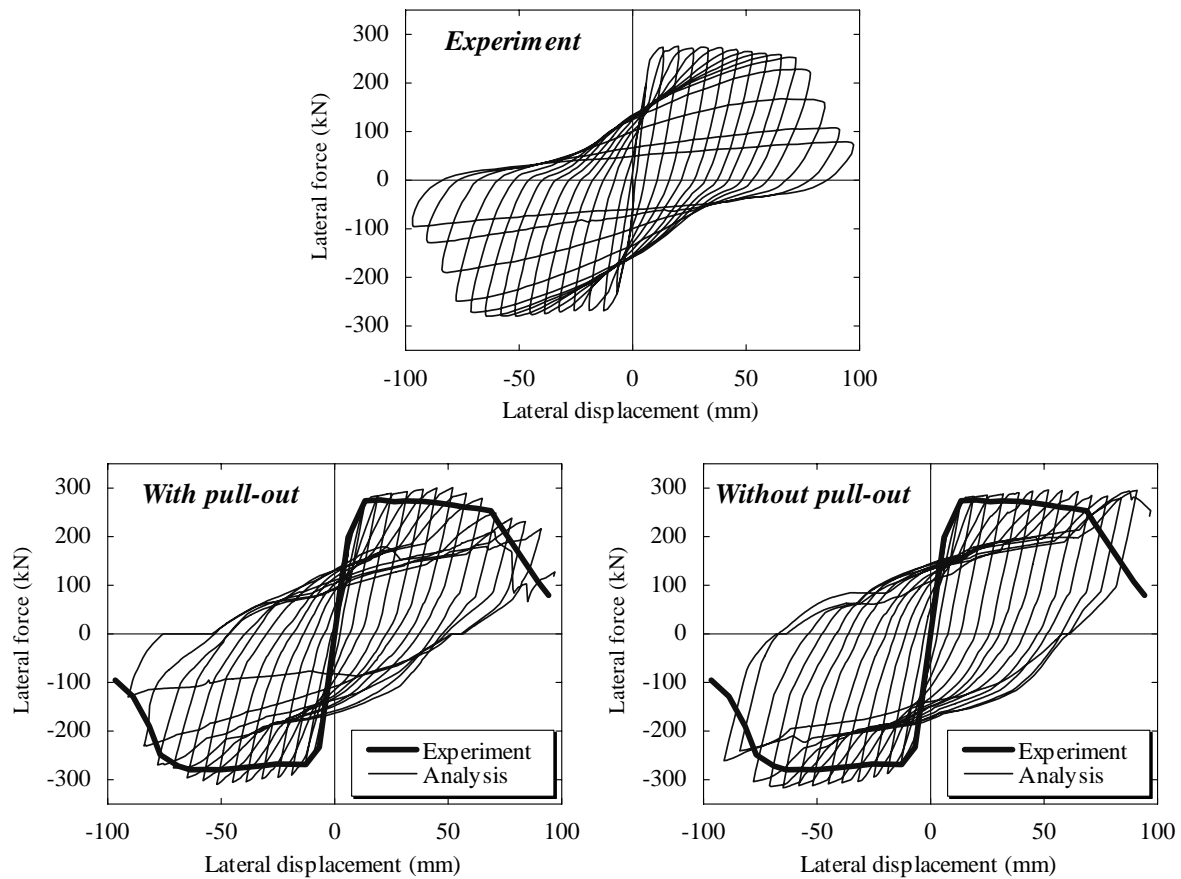 Experiment
Lateral force (kN)
300
200
100
0
-100
-200
-300
-100 -50 0 50 100
Lateral displacement (mm)
With pull-out
Lateral force (kN)
300
200
100
0
-100
-200
-300
Experiment
Analysis
-100 -50 0 50 100
Lateral displacement (mm)
Without pull-out
Lateral force (kN)
300
200
100
0
-100
-200
-300
Experiment
Analysis
-100 -50 0 50 100
Lateral displacement (mm)